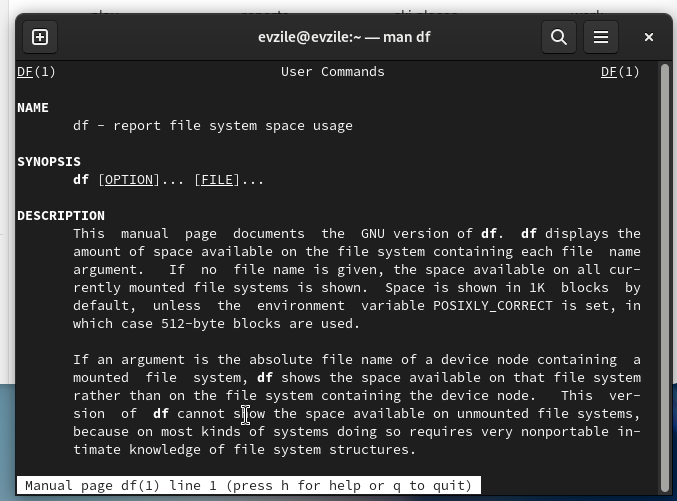 evzile@evzile:~ — man df
DF(1) User Commands DF(1)
NAME
df - report file system space usage
SYNOPSIS
df [OPTION]... [FILE]...
DESCRIPTION
This manual page documents the GNU version of df. df displays the
amount of space available on the file system containing each file name
argument. If no file name is given, the space available on all cur-
rently mounted file systems is shown. Space is shown in 1K blocks by
default, unless the environment variable POSIXLY_CORRECT is set, in
which case 512-byte blocks are used.
If an argument is the absolute file name of a device node containing a
mounted file system, df shows the space available on that file system
rather than on the file system containing the device node. This ver-
sion of df cannot show the space available on unmounted file systems,
because on most kinds of systems doing so requires very nonportable in-
timate knowledge of file system structures.
Manual page df(1) line 1 (press h for help or q to quit)